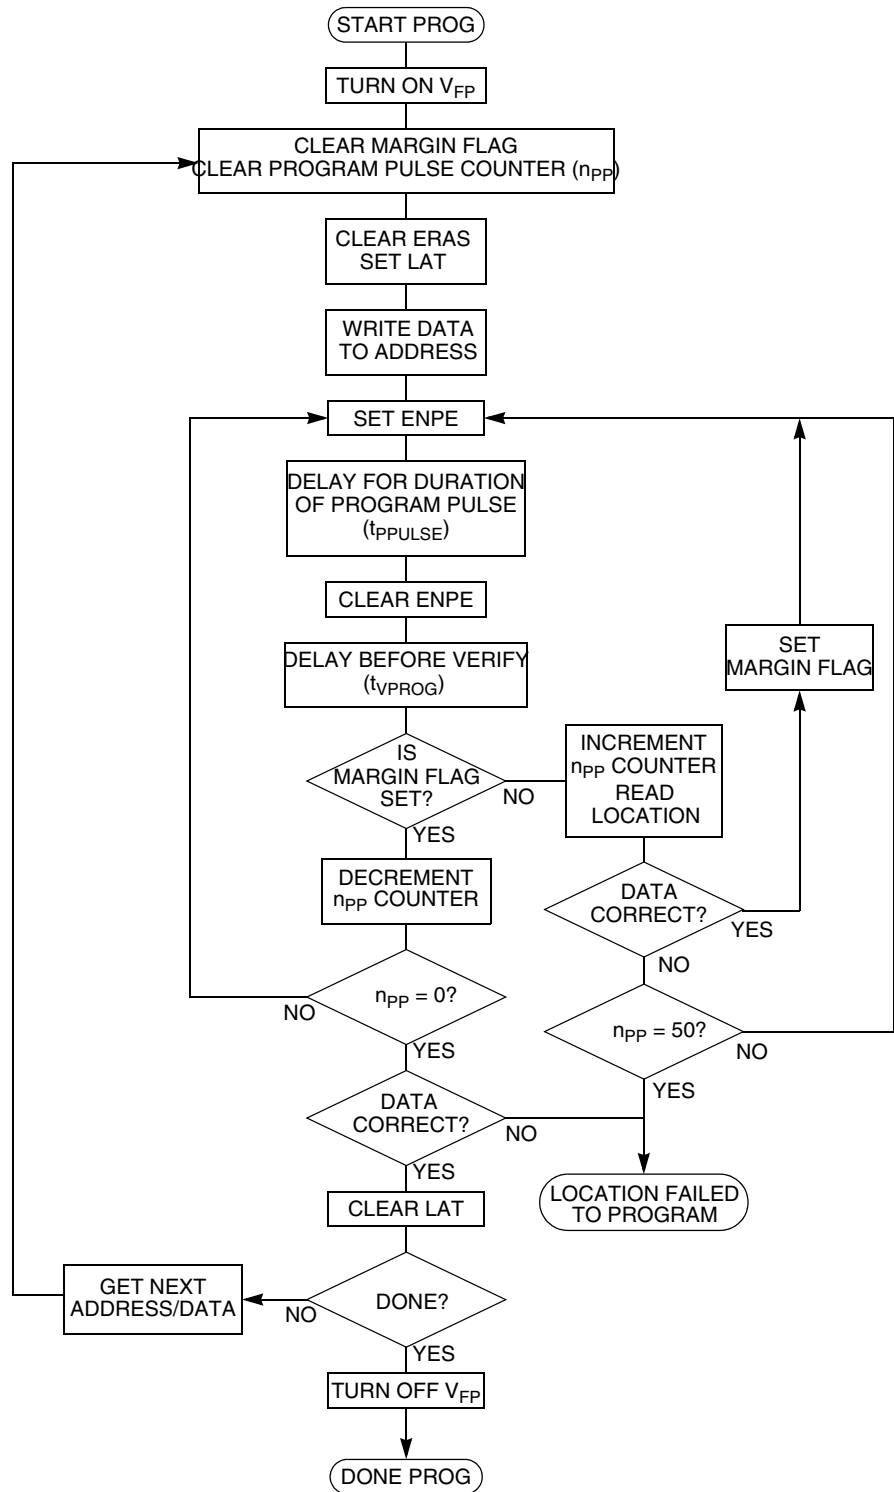 START PROG
TURN ON VFP
CLEAR MARGIN FLAG
CLEAR PROGRAM PULSE COUNTER (nPP)
CLEAR ERAS
SET LAT
WRITE DATA
TO ADDRESS
SET ENPE
DELAY FOR DURATION
OF PROGRAM PULSE
(tPPULSE)
CLEAR ENPE
DELAY BEFORE VERIFY
(tVPROG)
SET
MARGIN FLAG
IS
MARGIN FLAG
SET?
NO
YES
INCREMENT
nPP COUNTER
READ
LOCATION
DECREMENT
nPP COUNTER
DATA
CORRECT?
YES
NO
nPP = 0?
NO
YES
nPP = 50?
NO
YES
DATA
CORRECT?
NO
YES
LOCATION FAILED
TO PROGRAM
CLEAR LAT
GET NEXT
ADDRESS/DATA
DONE?
NO
YES
TURN OFF VFP
DONE PROG